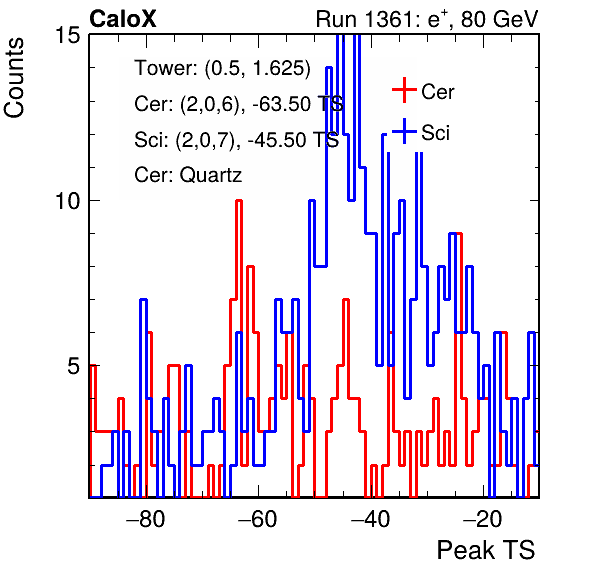 CaloX Run 1361: e⁺, 80 GeV
Counts
15
Tower: (0.5, 1.625)
Cer: (2,0,6), -63.50 TS
Cer
Sci: (2,0,7), -45.50 TS
Sci
Cer: Quartz
10
5
−80 −60 −40 −20
Peak TS